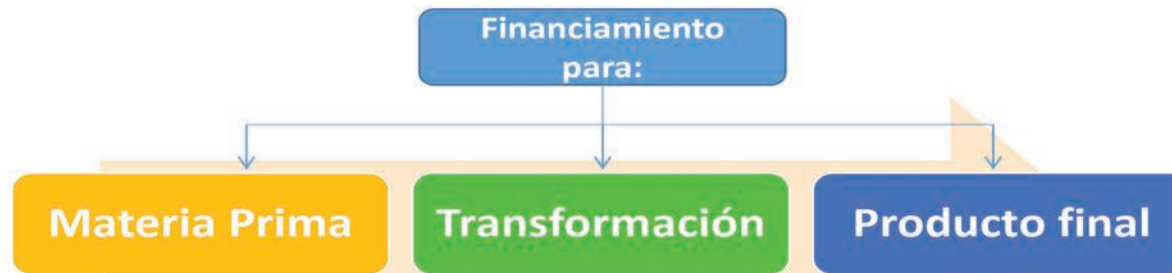 Financiamiento
para:
Materia Prima
Transformación
Producto final